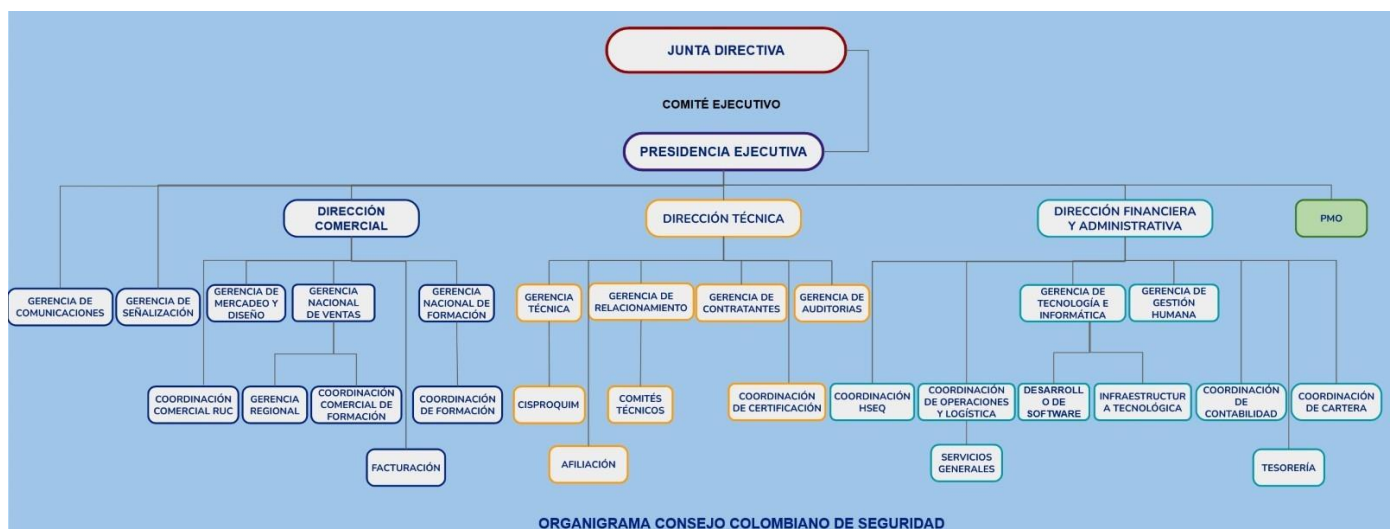 JUNTA DIRECTIVA
COMITÉ EJECUTIVO
PRESIDENCIA EJECUTIVA
DIRECCIÓN
COMERCIAL
DIRECCIÓN TÉCNICA
DIRECCIÓN FINANCIERA
Y ADMINISTRATIVA
PMO
GERENCIA DE
COMUNICACIONES
GERENCIA DE
SEÑALIZACIÓN
GERENCIA DE
MERCADEO Y
DISEÑO
GERENCIA
NACIONAL
DE VENTAS
GERENCIA
NACIONAL DE
FORMACIÓN
GERENCIA
TÉCNICA
GERENCIA DE
RELACIONAMIENTO
GERENCIA DE
CONTRATANTES
GERENCIA DE
AUDITORIAS
GERENCIA DE
TECNOLOGÍA E
INFORMÁTICA
GERENCIA DE
GESTIÓN
HUMANA
COORDINACIÓN
COMERCIAL RUC
GERENCIA
REGIONAL
COORDINACIÓN
COMERCIAL DE
FORMACIÓN
COORDINACIÓN
DE FORMACIÓN
CISPROQUIM
COMITÉS
TÉCNICOS
COORDINACIÓN
DE CERTIFICACIÓN
COORDINACIÓN
HSEQ
COORDINACIÓN
DE OPERACIONES
Y LOGÍSTICA
DESARROLL
O DE
SOFTWARE
INFRAESTRUCTUR
A TECNOLÓGICA
COORDINACIÓN
DE
CONTABILIDAD
COORDINACIÓN
DE CARTERA
FACTURACIÓN
AFILIACIÓN
SERVICIOS
GENERALES
TESORERÍA
ORGANIGRAMA CONSEJO COLOMBIANO DE SEGURIDAD